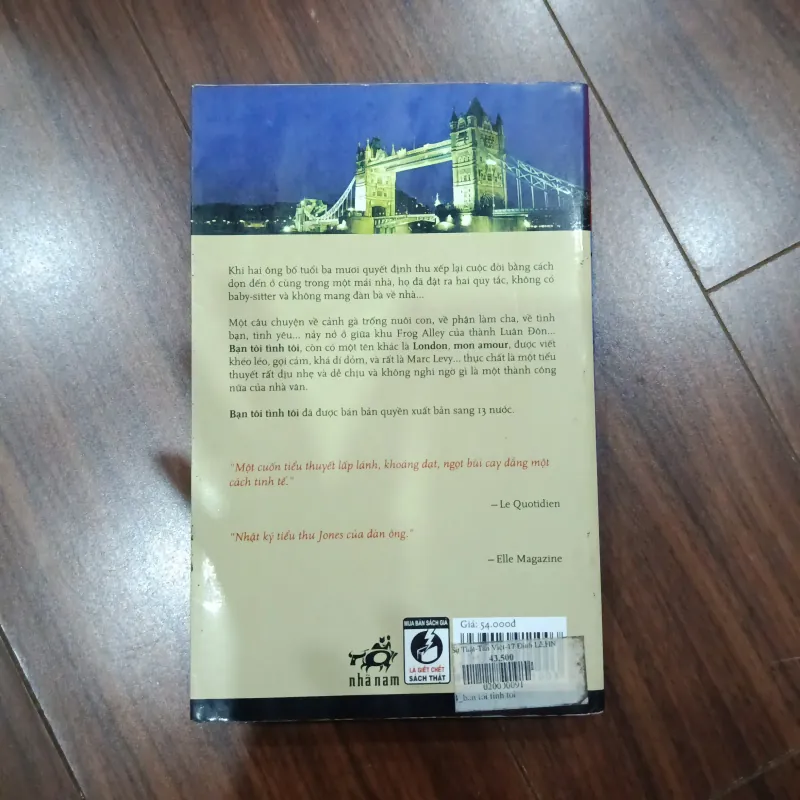 Khi hai ông bố tuổi ba mươi quyết định thu xếp lại cuộc đời bằng cách
dọn đến ở cùng trong một mái nhà, họ đã đặt ra hai quy tắc, không có
baby-sitter và không mang đàn bà về nhà...
Một câu chuyện về cảnh gà trống nuôi con, về phận làm cha, về tình
bạn, tình yêu... nảy nở ở giữa khu Frog Alley của thành Luân Đôn...
Bạn tôi tình tôi, còn có một tên khác là London, mon amour, được viết
khéo léo, gợi cảm, khá dí dỏm, và rất là Marc Levy... thực chất là một tiểu
thuyết rất dịu nhẹ và dễ chịu và không nghi ngờ gì là một thành công
nữa của nhà văn.
Bạn tôi tình tôi đã được bán bản quyền xuất bản sang 13 nước.
"Một cuốn tiểu thuyết lấp lánh, khoáng đạt, ngọt bùi cay đắng một
cách tinh tế."
– Le Quotidien
"Nhật ký tiểu thư Jones của đàn ông."
– Elle Magazine
nhã nam
MUA BÁN SÁCH GIẢ
LÀ GIẾT CHẾT
SÁCH THẬT
Giá: 54.000đ
Việt-17 Đinh Lễ.HN
43,500
bạn tôi tình tôi